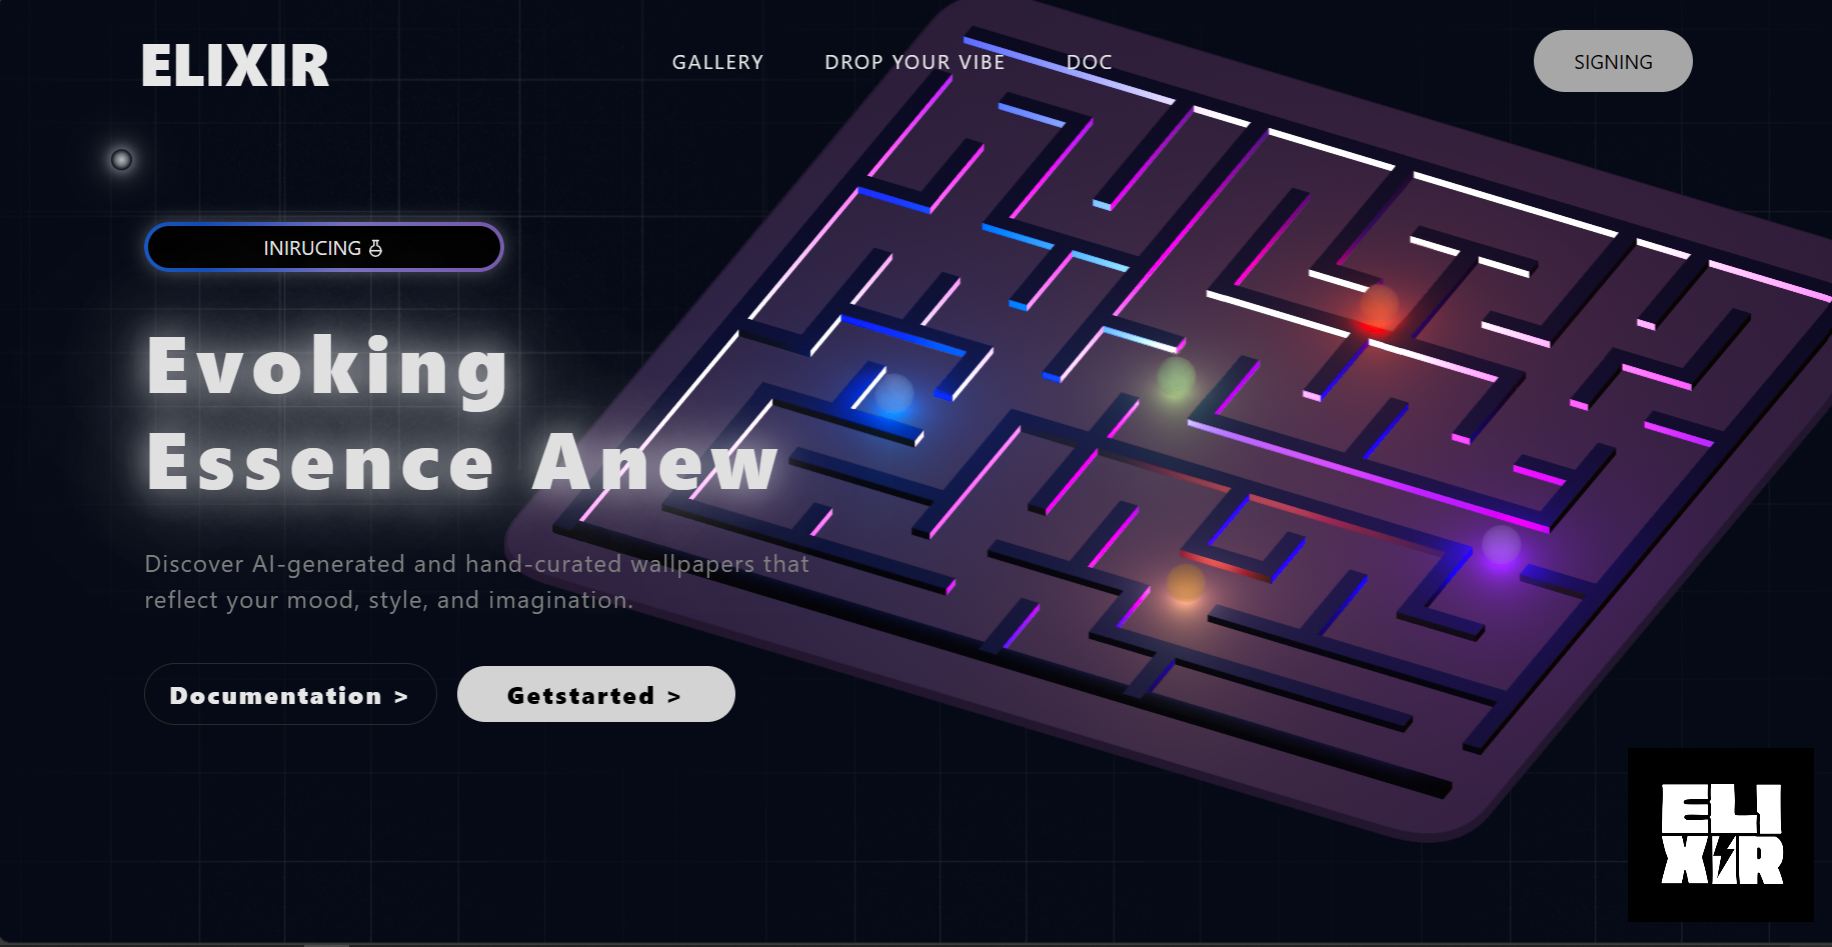 ELIXIR
GALLERY
DROP YOUR VIBE
DOC
SIGNING
INIRUCING
Evoking
Essence Anew
Discover AI-generated and hand-curated wallpapers that
reflect your mood, style, and imagination.
Documentation >
Getstarted >
ELI
XIR